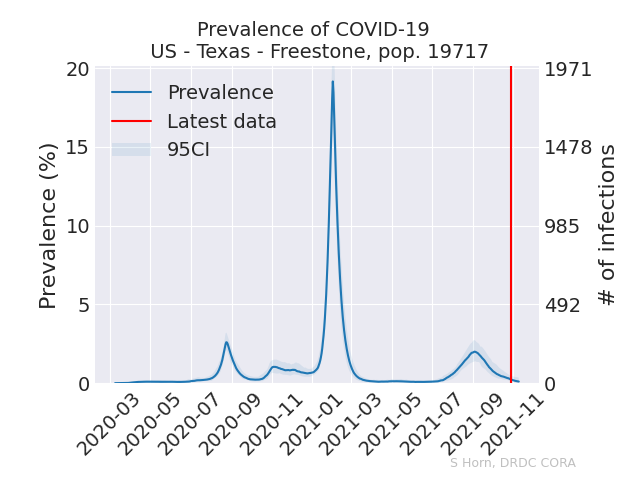 Prevalence of COVID-19
US - Texas - Freestone, pop. 19717
Prevalence
Latest data
95CI
Prevalence (%)
20
15
10
5
0
1971
1478
985
492
0
# of infections
2020-03
2020-05
2020-07
2020-09
2020-11
2021-01
2021-03
2021-05
2021-07
2021-09
2021-11
S Horn, DRDC CORA